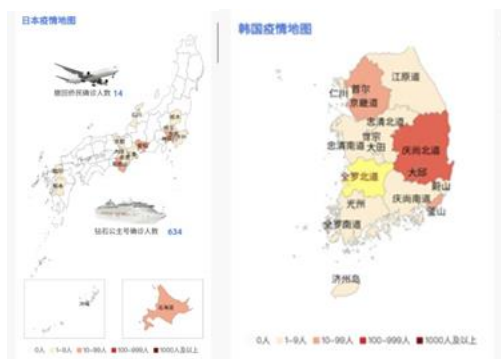 日本疫情地图
撤回侨民确诊人数 14
钻石公主号确诊人数 634
冲绳
北海道
0人 1-9人 10-99人 100-999人 1000人及以上
韩国疫情地图
江原道
仁川
首尔
京畿道
忠清北道
世宗
忠清南道
大田
庆尚北道
大邱
全罗北道
蔚山
庆尚南道
釜山
光州
全罗南道
济州岛
0人 1-9人 10-99人 100-999人 1000人及以上